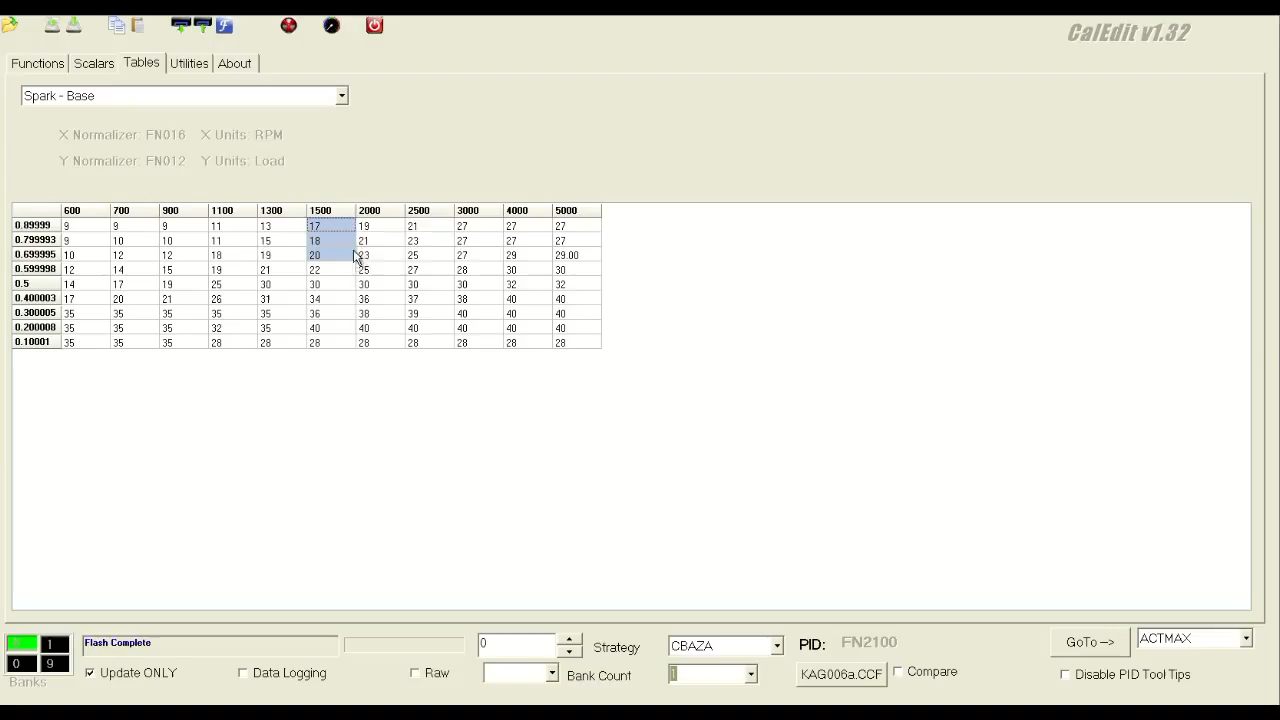 CalEdit v1.32
Functions Scalars Tables Utilities About
Spark - Base
X Normalizer: FN016 X Units: RPM
Y Normalizer: FN012 Y Units: Load
600 700 900 1100 1300 1500 2000 2500 3000 4000 5000
0.89999 9 9 9 11 13 17 19 21 27 27 27
0.799993 9 10 10 11 15 18 21 23 27 27 27
0.699995 10 12 12 18 19 20 23 25 27 29 29.00
0.599998 12 14 15 19 21 22 25 27 28 30 30
0.5 14 17 19 25 30 30 30 30 30 32 32
0.400003 17 20 21 26 31 34 36 37 38 40 40
0.300005 35 35 35 35 35 36 38 39 40 40 40
0.200008 35 35 35 32 35 40 40 40 40 40 40
0.10001 35 35 35 28 28 28 28 28 28 28 28
1 Flash Complete 0 Strategy CBAZA PID: FN2100 GoTo --> ACTMAX
0 9 Update ONLY Data Logging Raw Bank Count 1 KAG006a.CCF Compare Disable PID Tool Tips
Banks